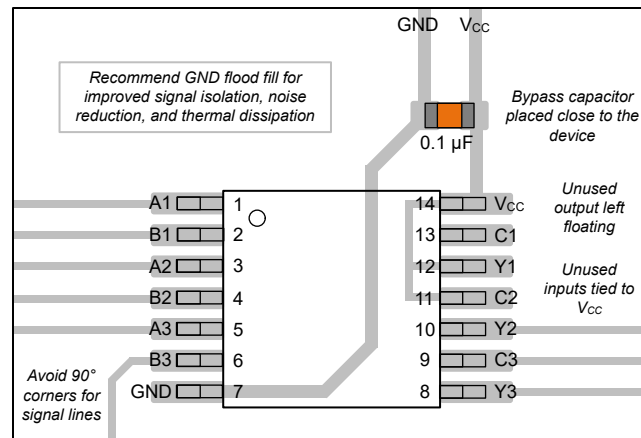 GND VCC
Recommend GND flood fill for
improved signal isolation, noise
reduction, and thermal dissipation
Bypass capacitor
placed close to the
device
0.1 µF
A1 1 14 VCC
B1 2 13 C1
A2 3 12 Y1
B2 4 11 C2
A3 5 10 Y2
B3 6 9 C3
GND 7 8 Y3
Unused
output left
floating
Unused
inputs tied to
VCC
Avoid 90°
corners for
signal lines